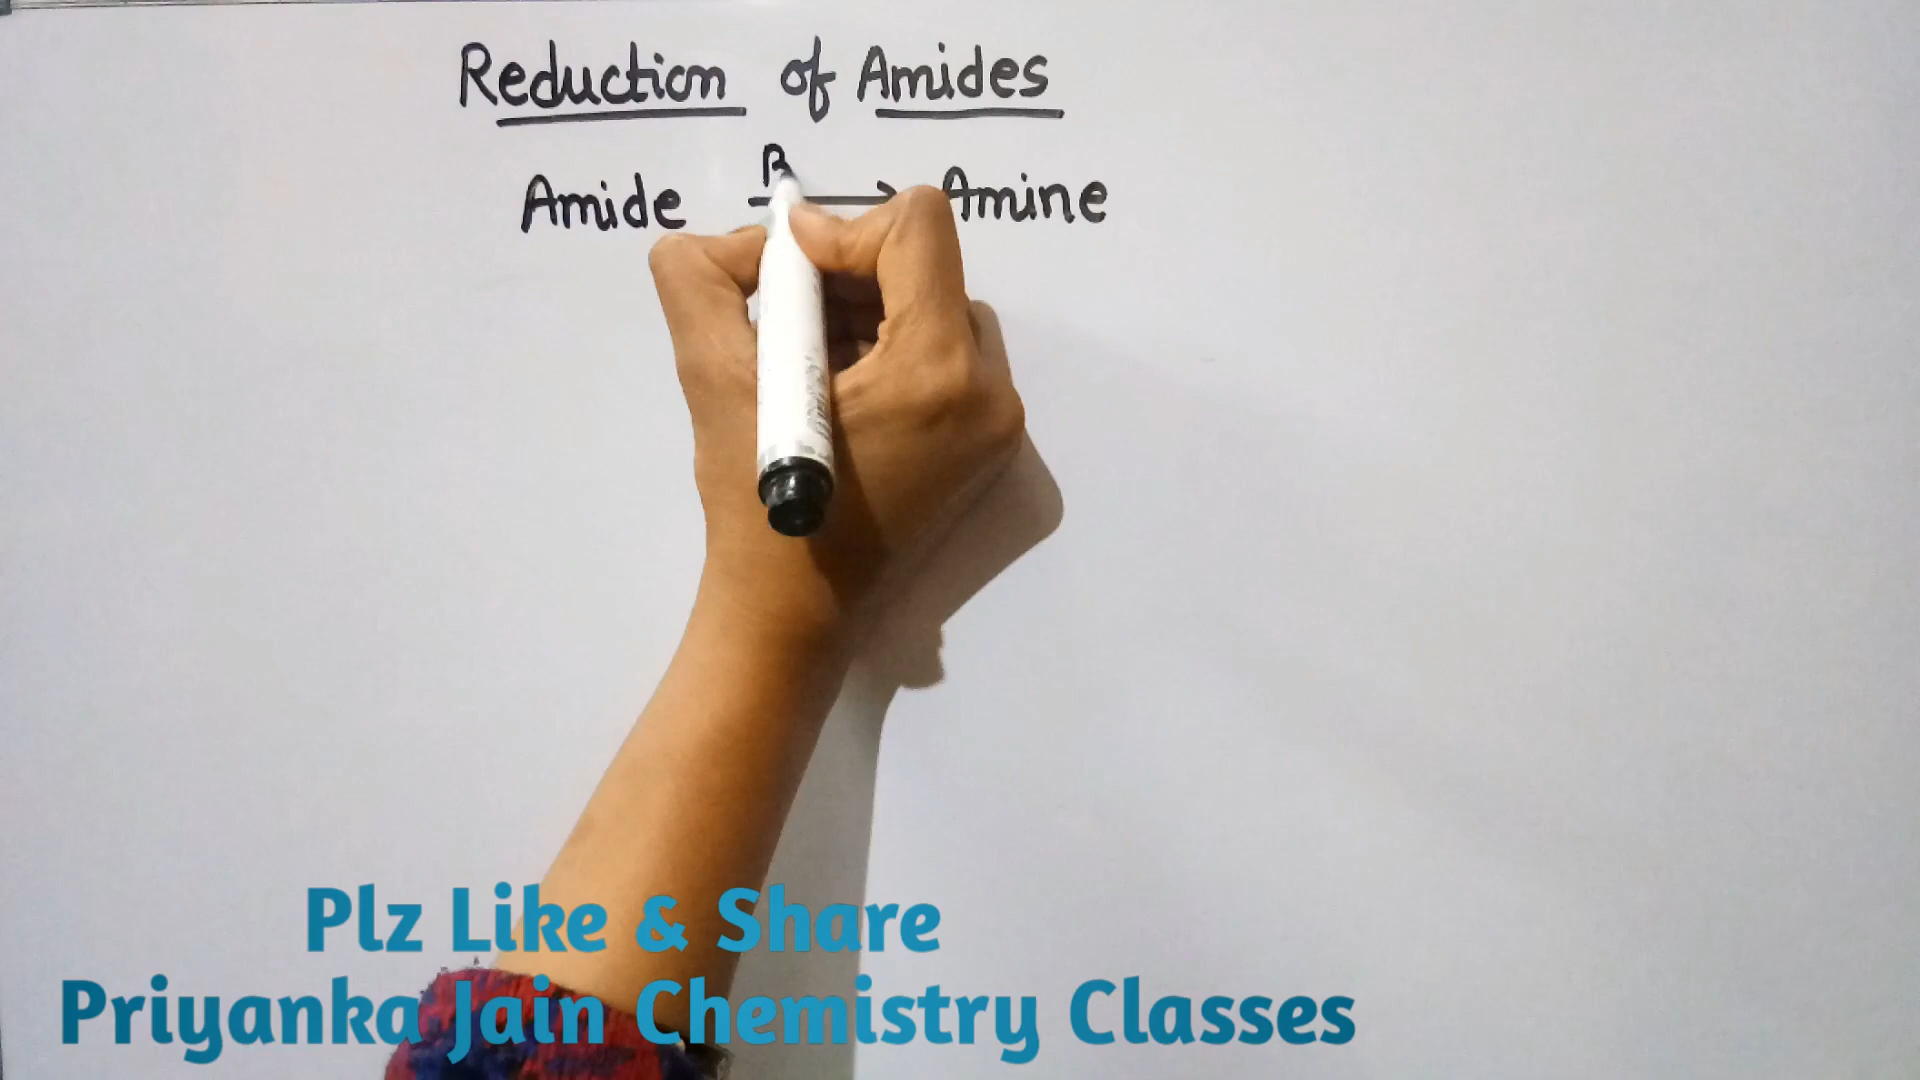 Reduction of Amides
Amide → Amine
Plz Like & Share
Priyanka Jain Chemistry Classes